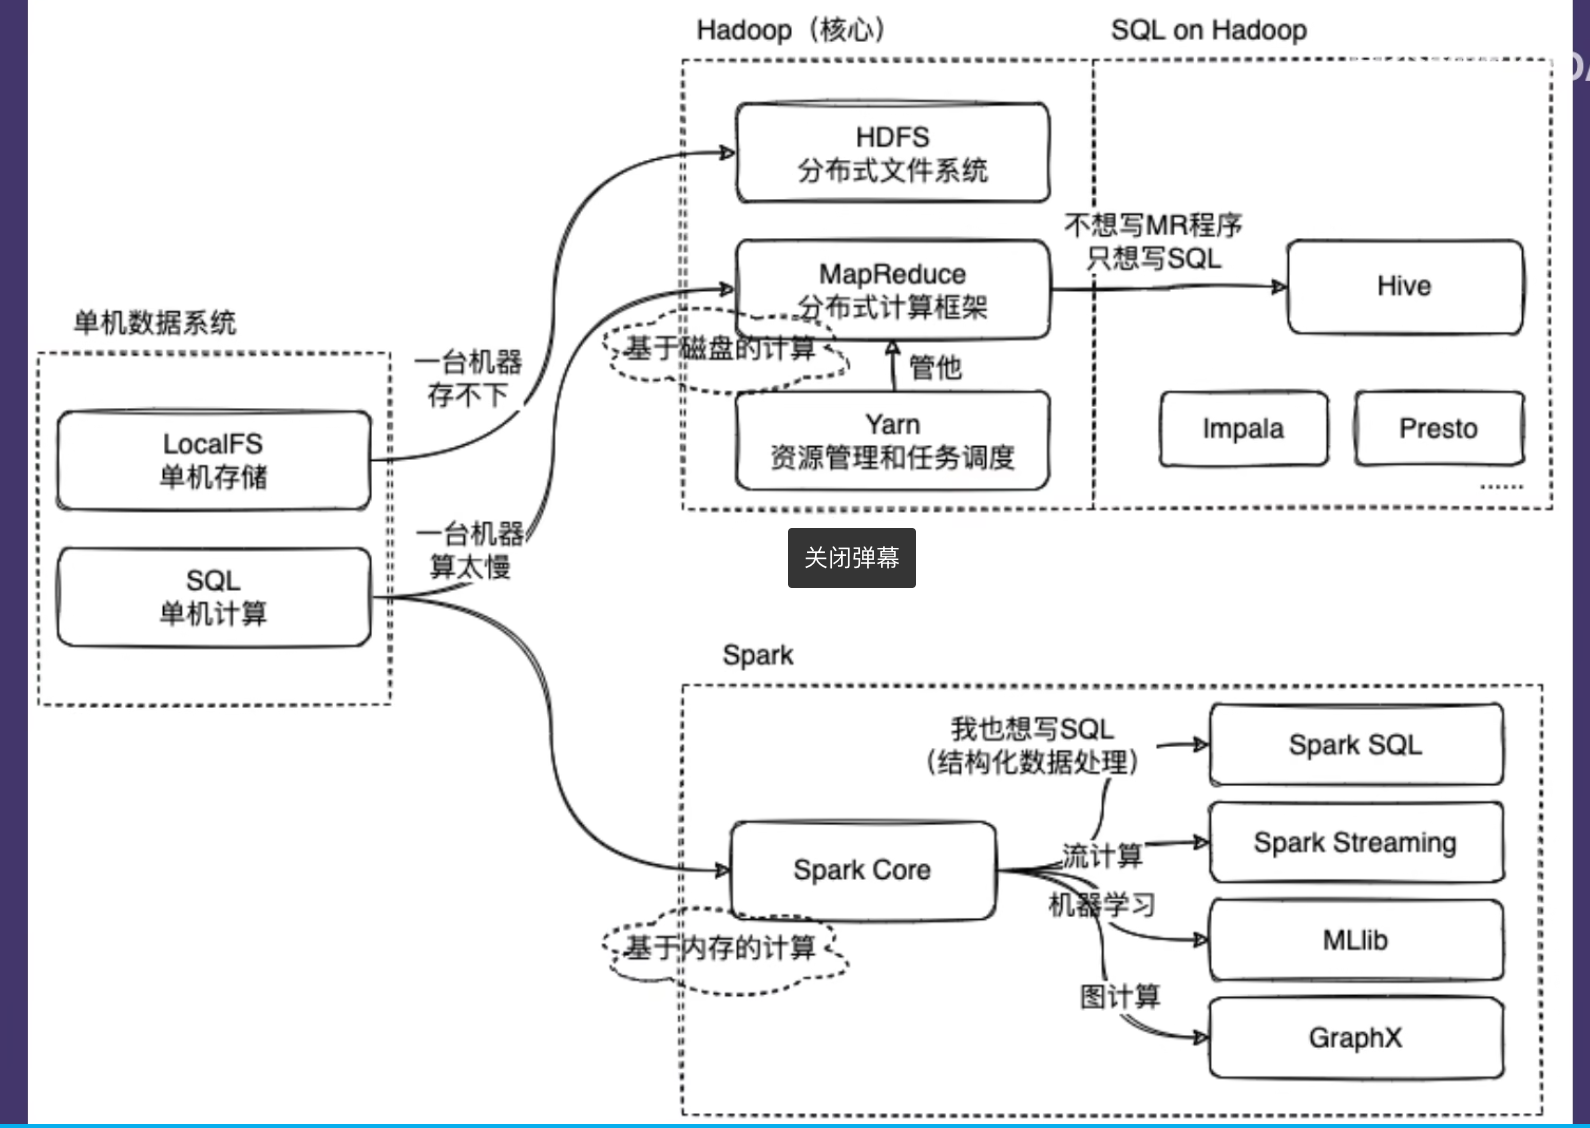 Hadoop（核心）
SQL on Hadoop
HDFS
分布式文件系统
不想写MR程序
只想写SQL
MapReduce
分布式计算框架
Hive
单机数据系统
一台机器
存不下
基于磁盘的计算
管他
LocalFS
单机存储
Yarn
资源管理和任务调度
Impala
Presto
......
一台机器
算太慢
SQL
单机计算
关闭弹幕
Spark
我也想写SQL
（结构化数据处理）
Spark SQL
流计算
Spark Streaming
Spark Core
机器学习
MLlib
基于内存的计算
图计算
GraphX